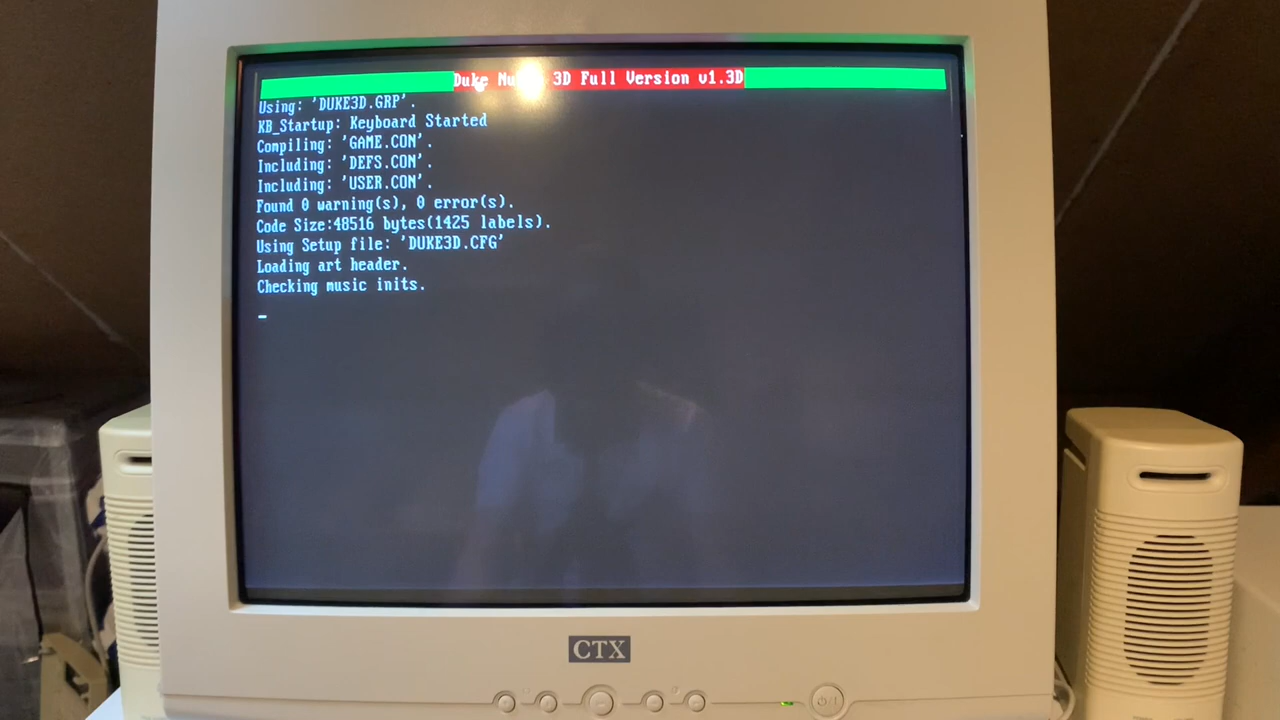 Duke Nu 3D Full Version v1.3D
Using: 'DUKE3D.GRP'.
KB_Startup: Keyboard Started
Compiling: 'GAME.CON'.
Including: 'DEFS.CON'.
Including: 'USER.CON'.
Found 0 warning(s), 0 error(s).
Code Size:48516 bytes(1425 labels).
Using Setup file: 'DUKE3D.CFG'
Loading art header.
Checking music inits.
CTX